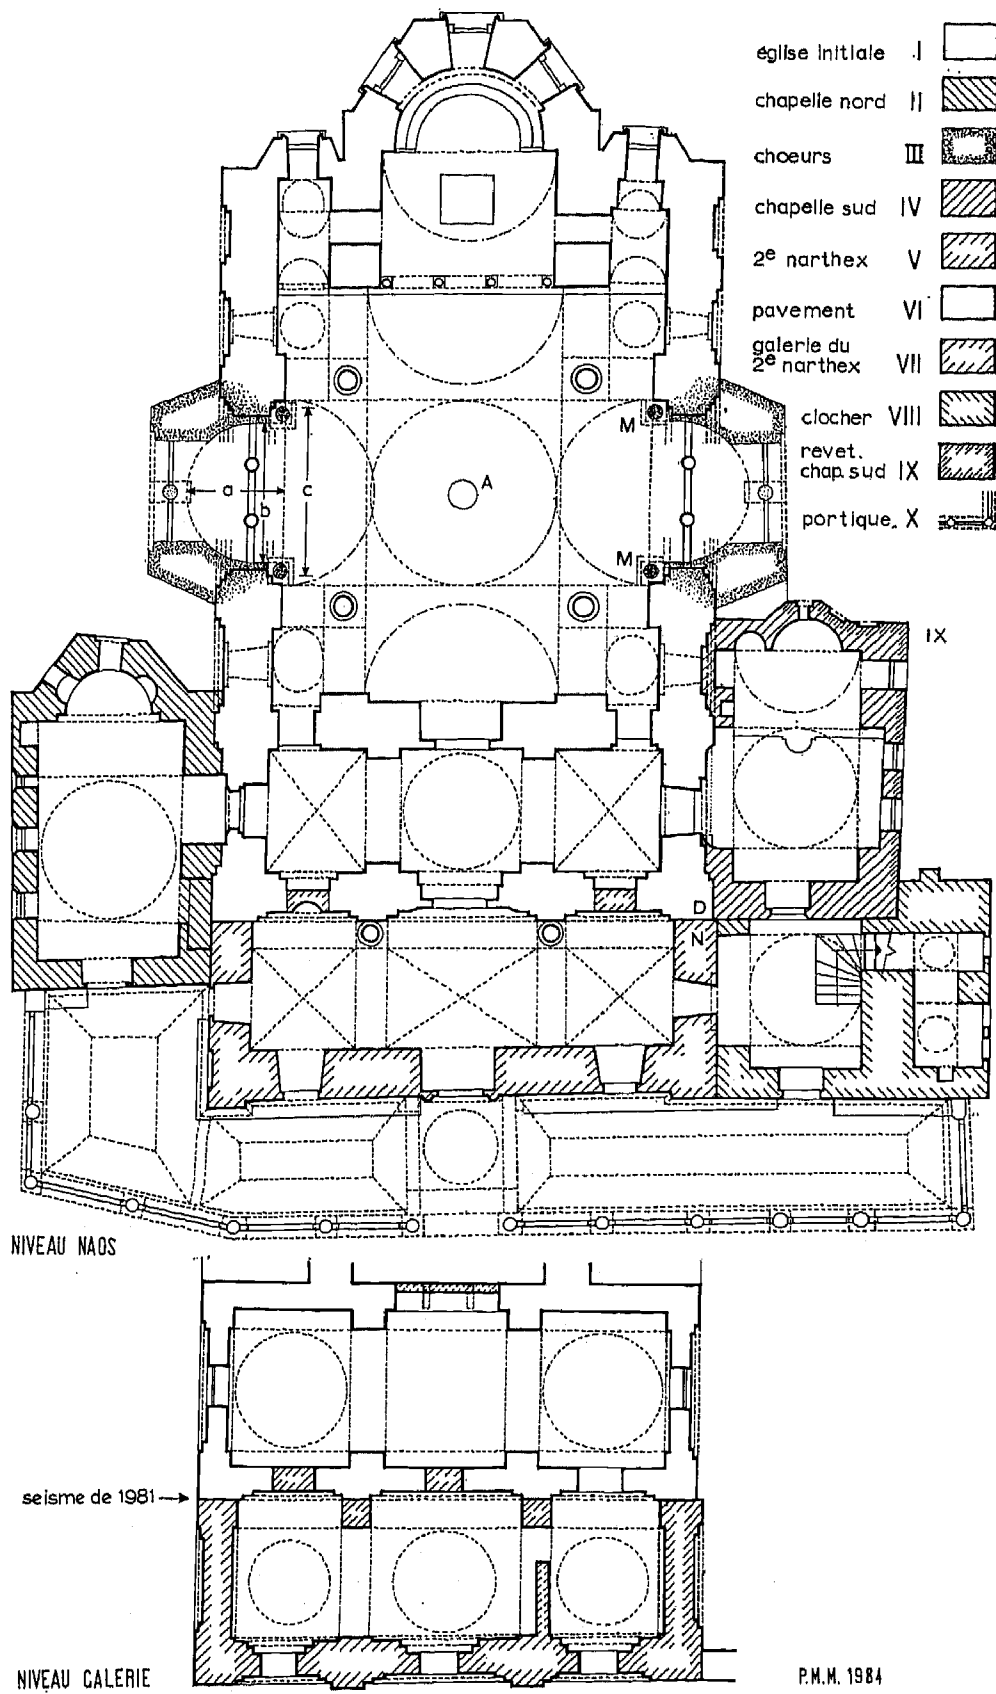 église initiale I
chapelle nord II
choeurs III
chapelle sud IV
2e narthex V
pavement VI
galerie du
2e narthex VII
clocher VIII
revet.
chap. sud IX
portique. X
M
A
a
b
c
M
IX
D
N
NIVEAU NAOS
seisme de 1981
NIVEAU GALERIE
P.M.M. 1984